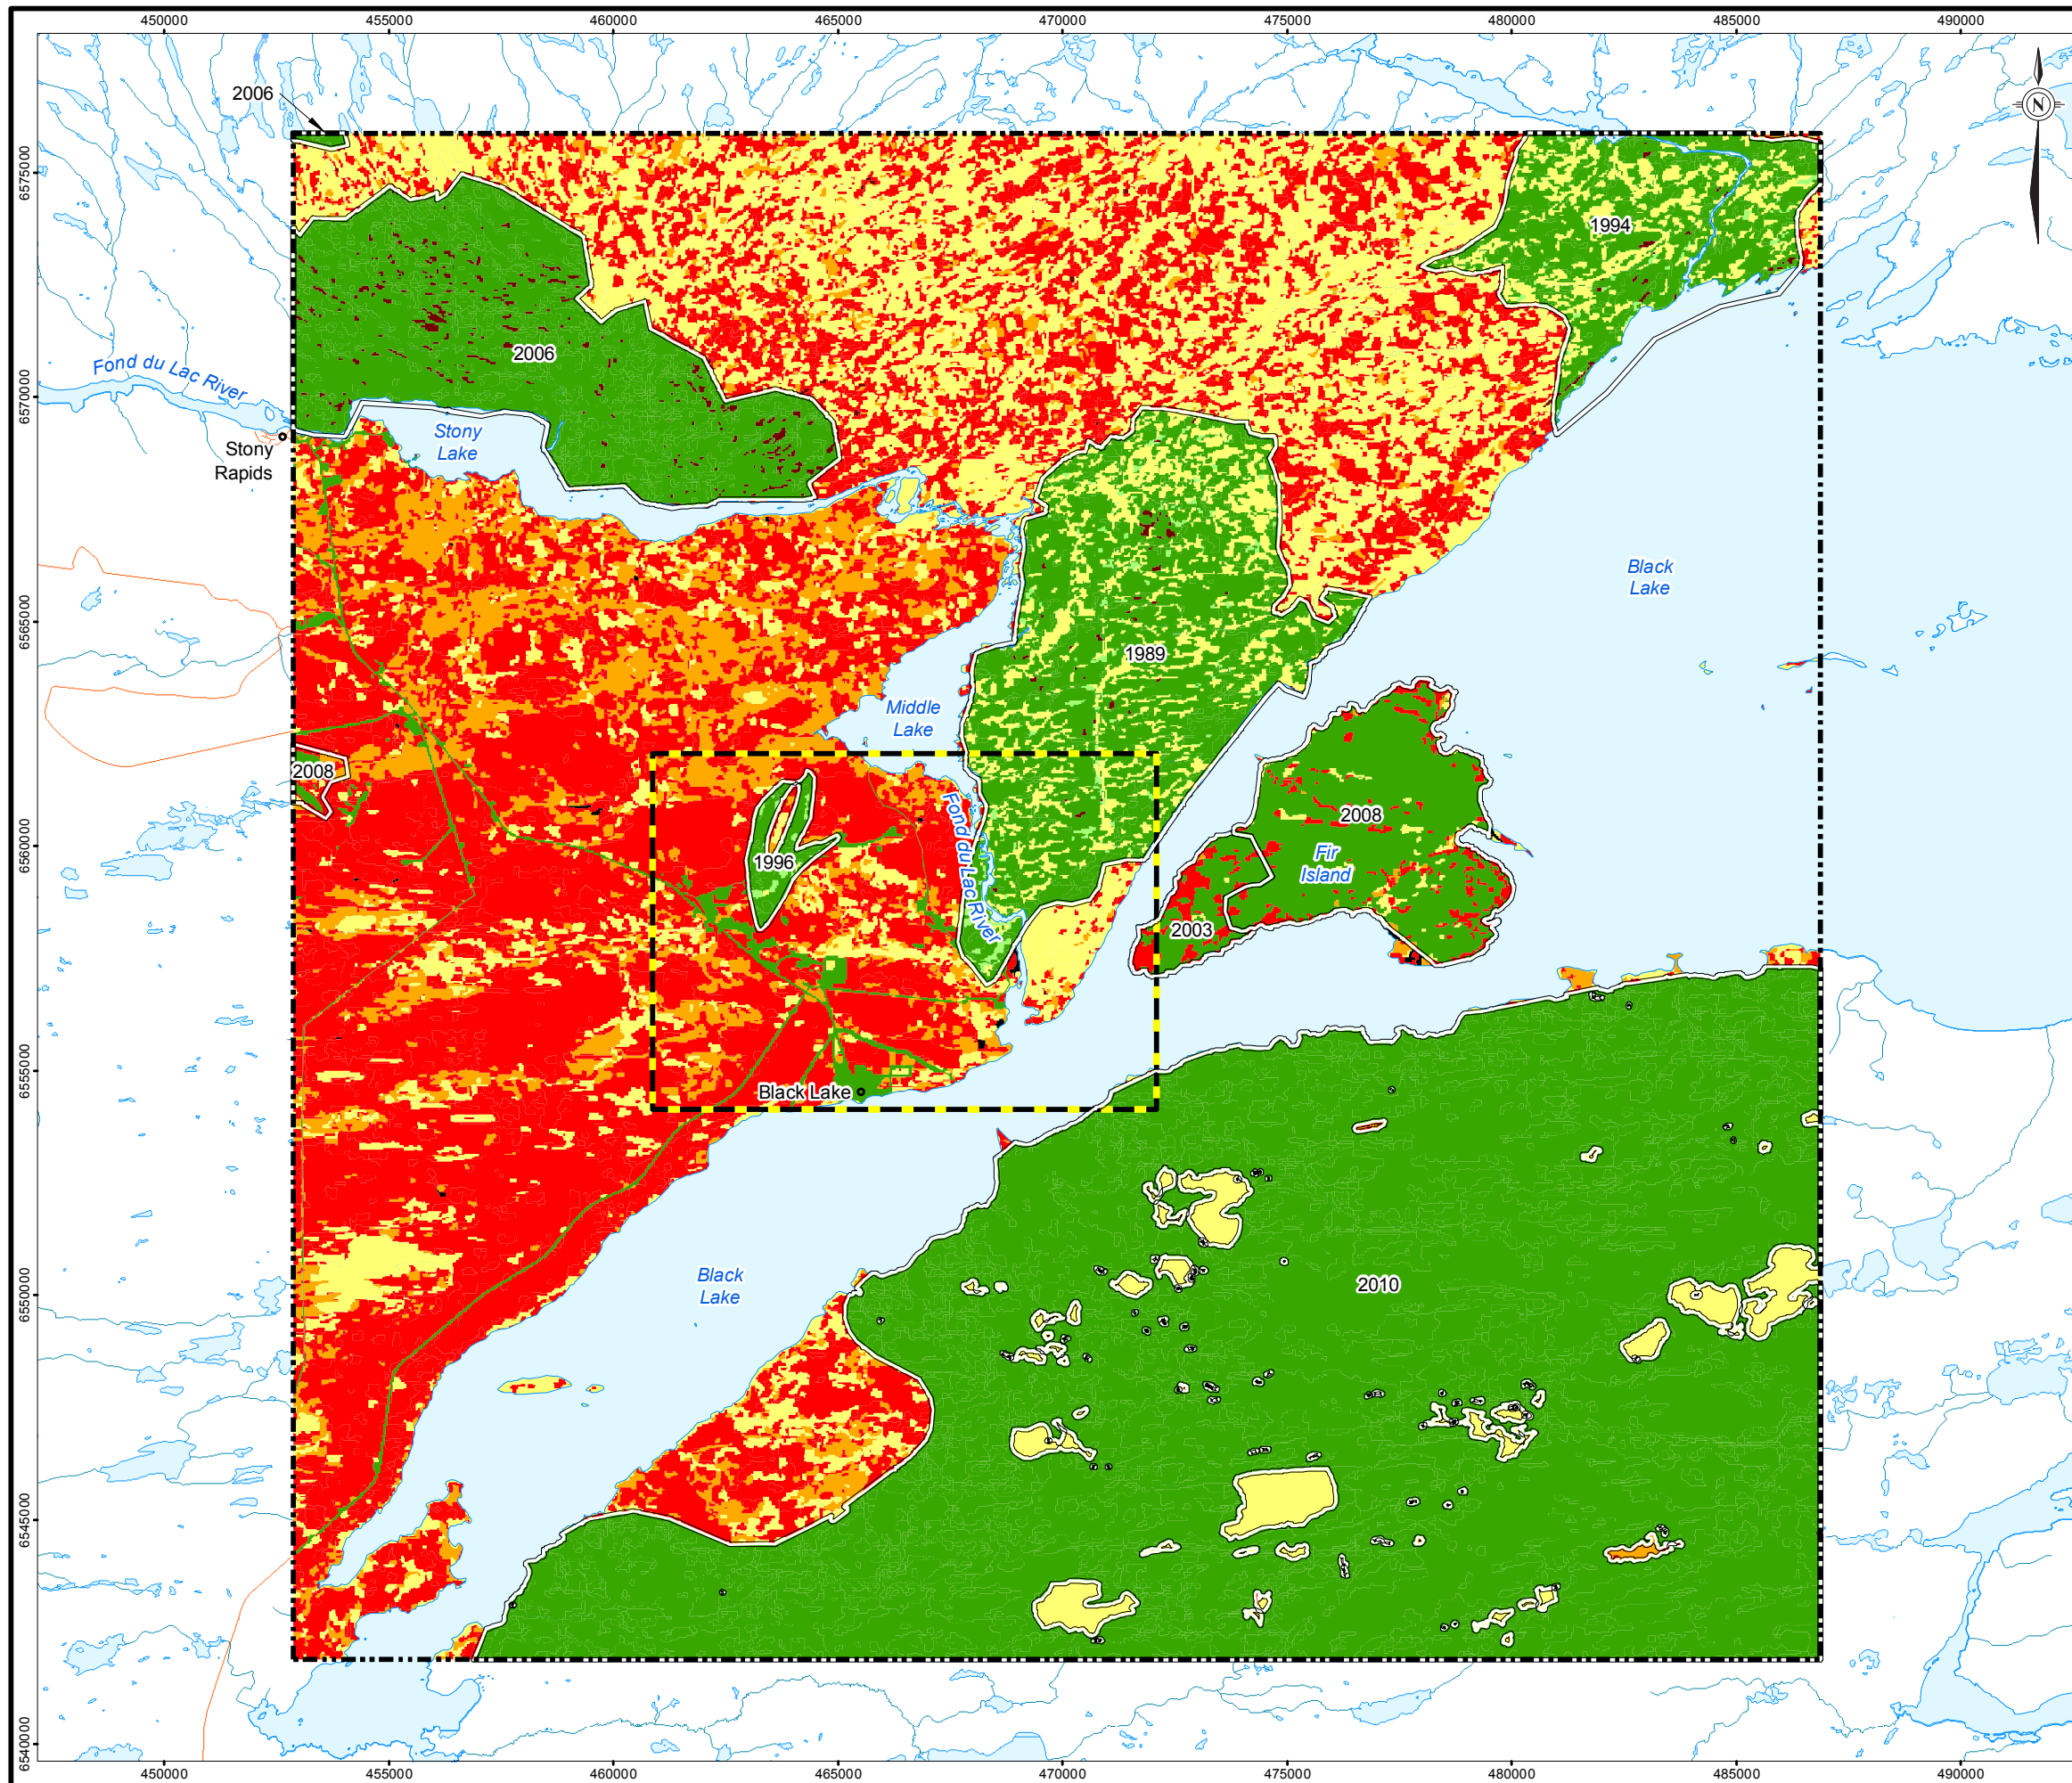 450000 455000 460000 465000 470000 475000 480000 485000 490000
2006
N
6575000
1994
2006
Fond du Lac River
6570000
Stony
Lake
Stony
Rapids
Black
Lake
6565000
1989
Middle
Lake
2008
2008
1996
Fir
Island
6560000
Fond du Lac River
2003
6555000
Black Lake
Black
Lake
2010
6550000
6545000
6540000
450000 455000 460000 465000 470000 475000 480000 485000 490000